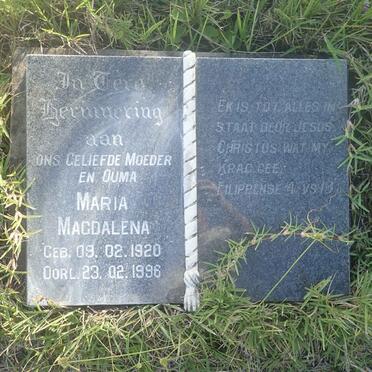 In Tere
Herinnering
aan
ONS GELIEFDE MOEDER
EN OUMA
MARIA
MAGDALENA
GEB. 09. 02. 1920
OORL. 23. 02. 1996
EK IS TOT ALLES IN
STAAT DEUR JESUS
CHRISTUS WAT MY
KRAG GEE.
FILIPPENSE 4 VS 13